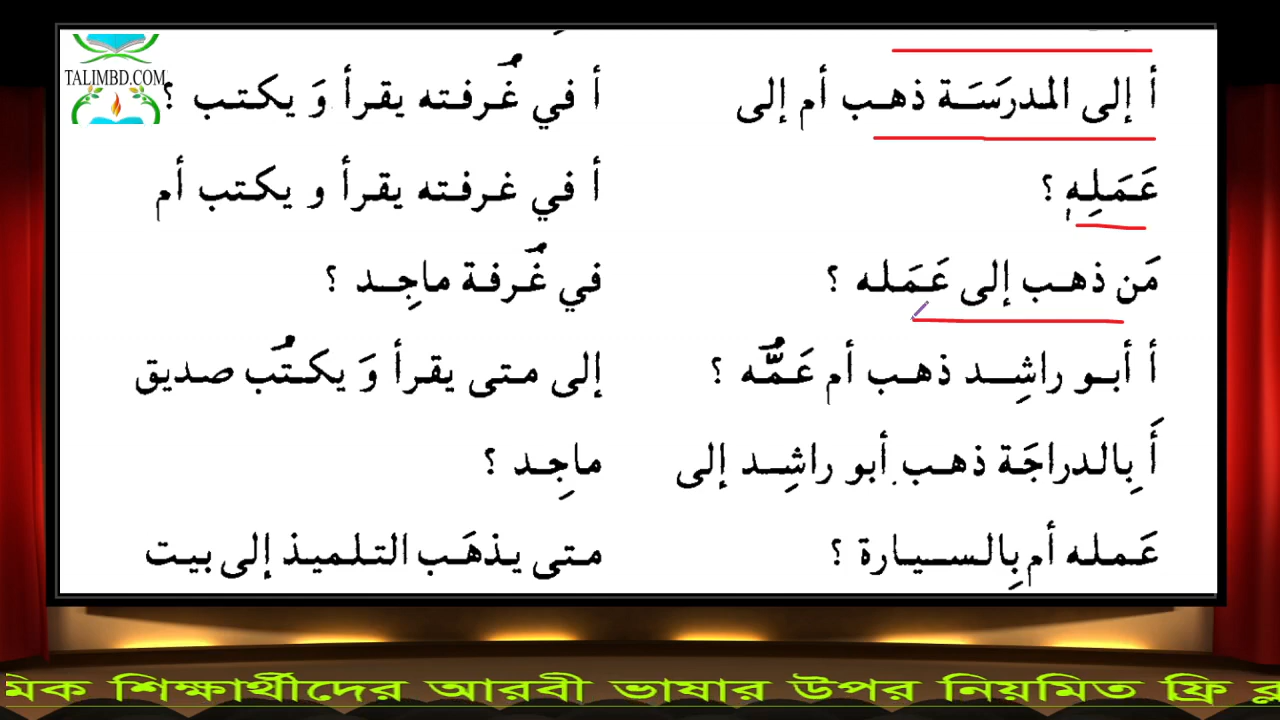 TALIMBD.COM
أ إلى المدرَسَة ذهب أم إلى
عَمَلِهِ ؟
مَن ذهب إلى عَمَله ؟
أ أبو راشِد ذهب أم عَمُّه ؟
أَ بِالدراجَة ذهب أبو راشِد إلى
عَمله أم بِالسيارة ؟
أ في غُرفته يقرأ وَ يكتب ؟
أ في غرفته يقرأ و يكتب أم
في غُرفة ماجِد ؟
إلى متى يقرأ وَ يكتُب صديق
ماجِد ؟
متى يذهَب التلميذ إلى بيت
মিক শিক্ষার্থীদের আরবী ভাষার উপর নিয়মিত ফ্রি